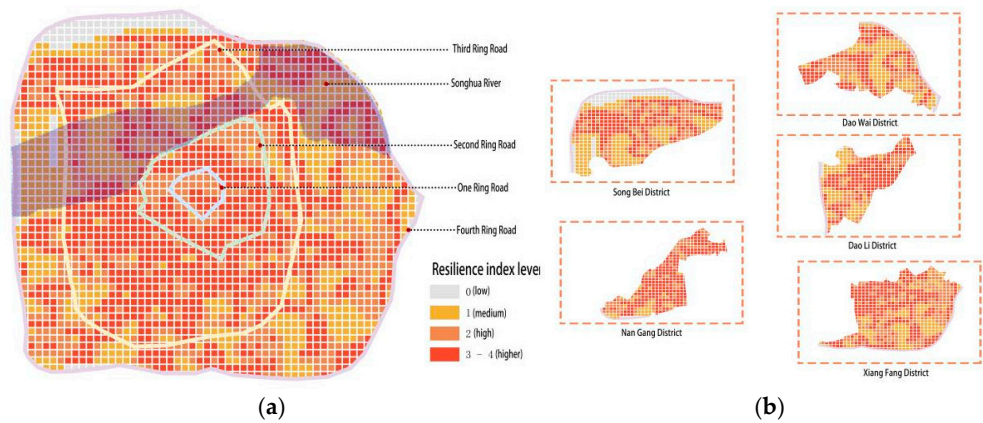 Third Ring Road
Songhua River
Second Ring Road
One Ring Road
Fourth Ring Road
Resilience index level
0 (low)
1 (medium)
2 (high)
3 - 4 (higher)
(a)
Dao Wai District
Song Bei District
Dao Li District
Nan Gang District
Xiang Fang District
(b)